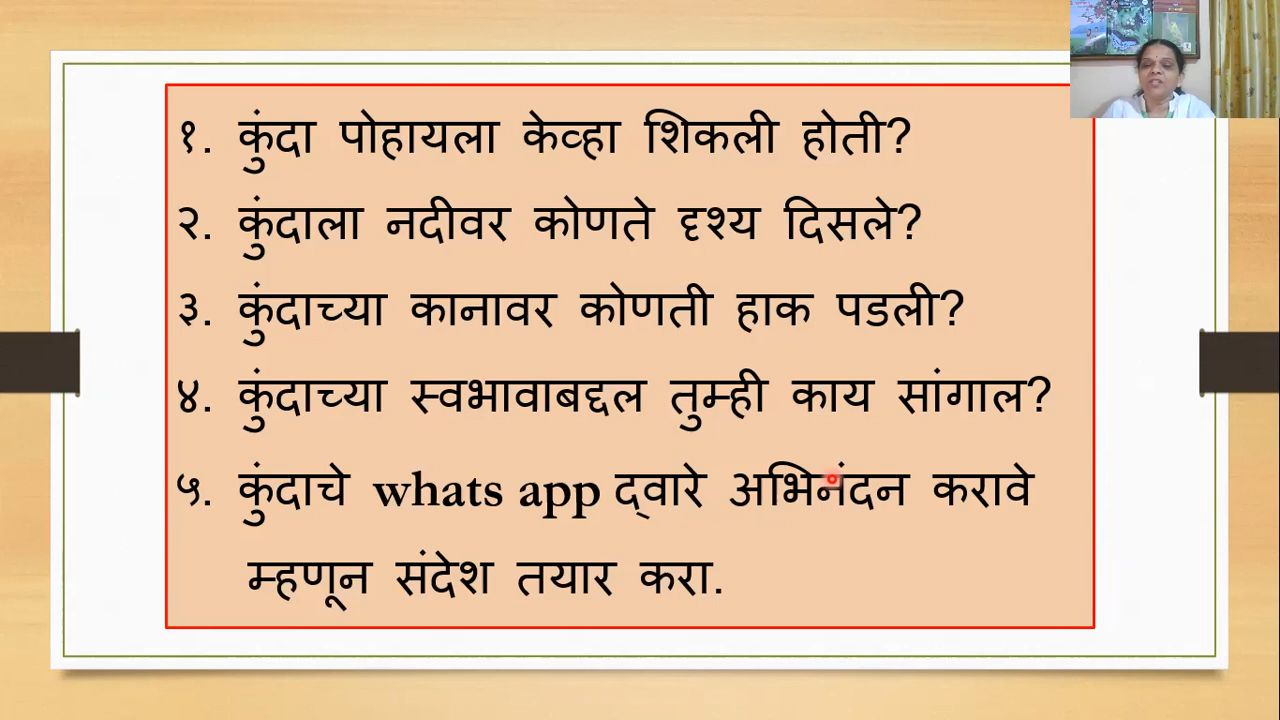 १. कुंदा पोहायला केव्हा शिकली होती?
२. कुंदाला नदीवर कोणते दृश्य दिसले?
३. कुंदाच्या कानावर कोणती हाक पडली?
४. कुंदाच्या स्वभावाबद्दल तुम्ही काय सांगाल?
५. कुंदाचे whats app द्वारे अभिनंदन करावे
म्हणून संदेश तयार करा.